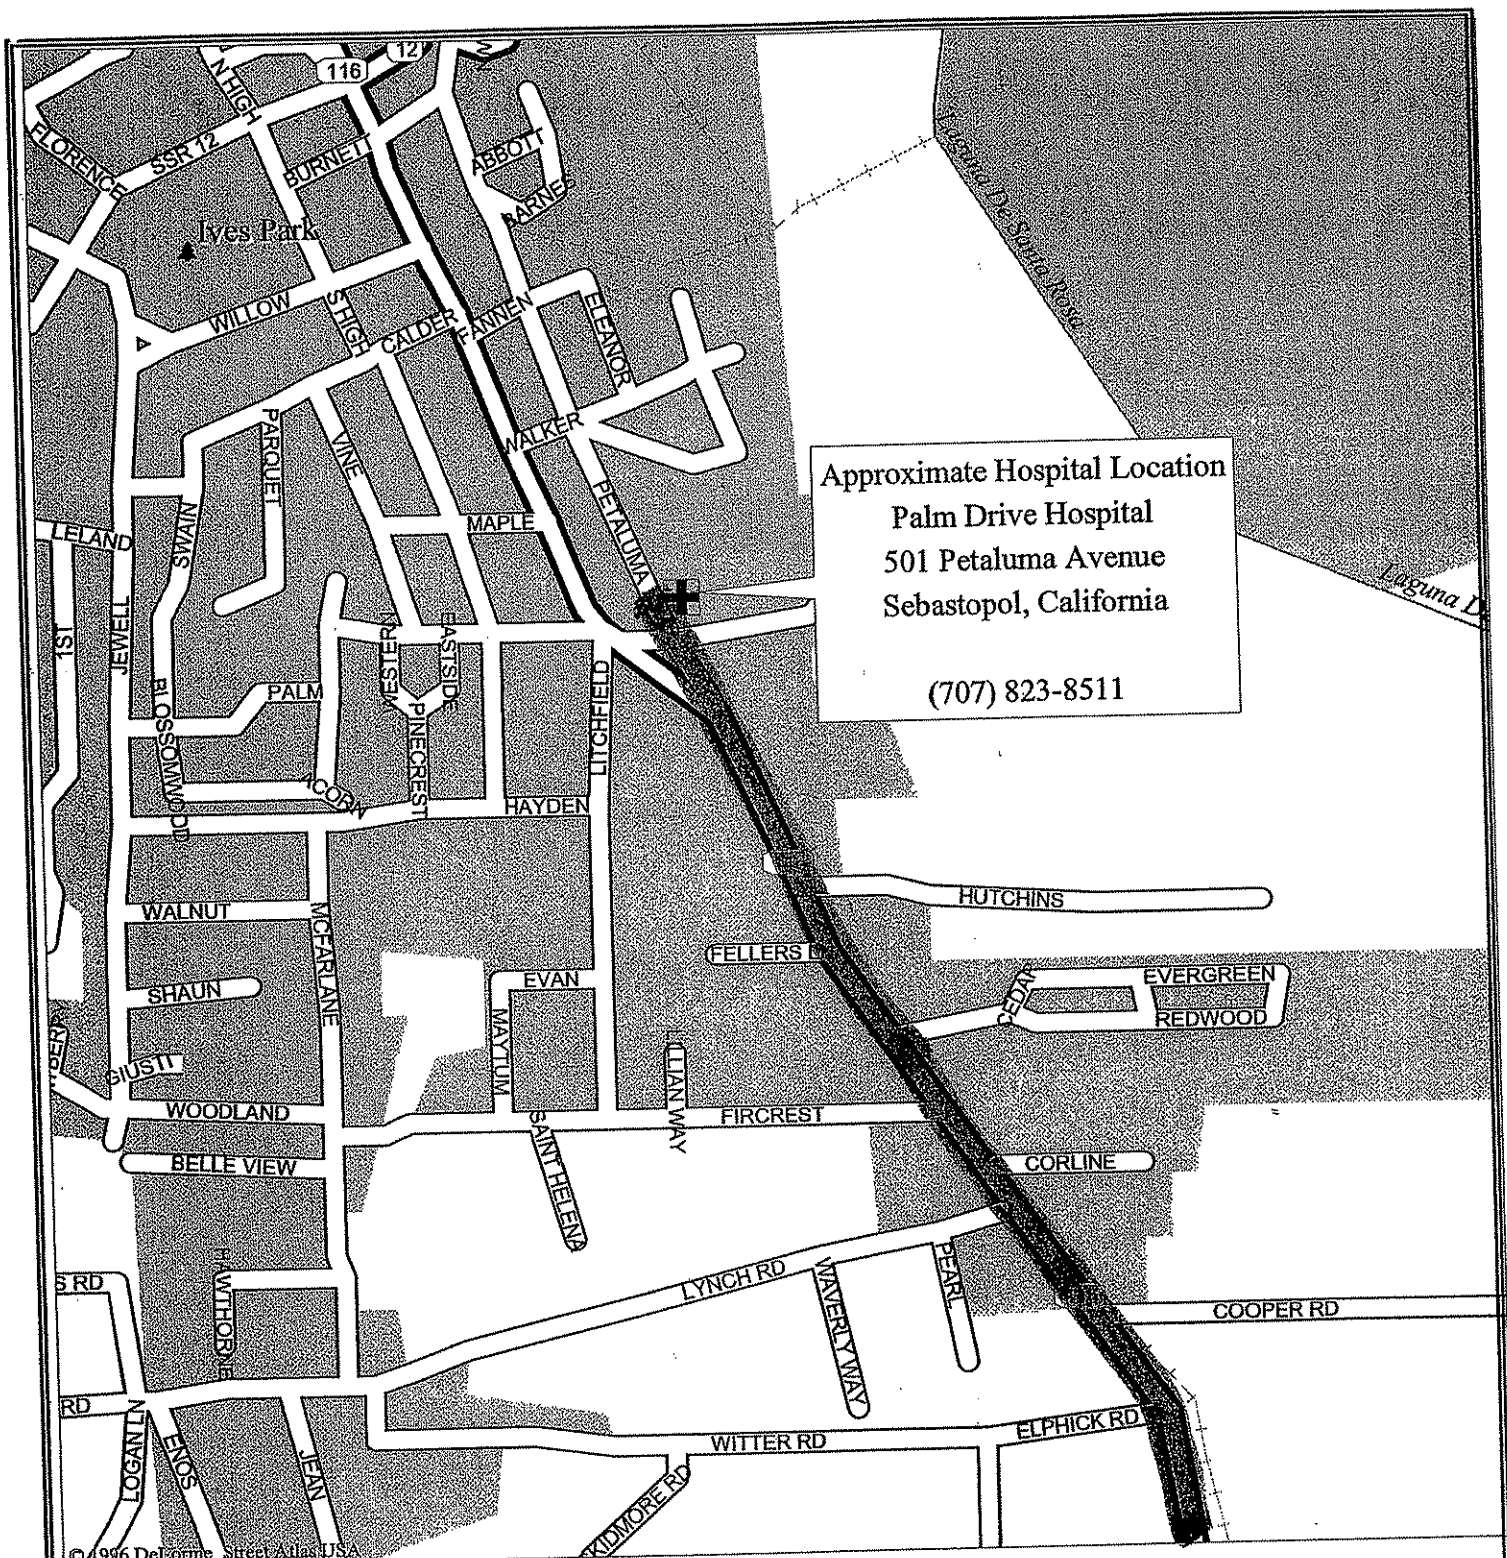 116
12
N HIGH
FLORENCE
SSR 12
BURNETT
ABBOTT
BARNES
Ives Park
Laguna De Santa Rosa
WILLOW
S HIGH
CALDER
FANNEN
ELEANOR
PARQUET
VINE
WALKER
PETALUMA
Approximate Hospital Location
Palm Drive Hospital
501 Petaluma Avenue
Sebastopol, California
(707) 823-8511
LELAND
SWAIN
MAPLE
1ST
JEWELL
WESTERN
EASTSIDE
BLOSSOMWOOD
PALM
PINECREST
LITCHFIELD
ACORN
HAYDEN
Laguna D
WALNUT
MCFARLANE
HUTCHINS
FELLERS D
SHAUN
EVAN
MAYTUM
CEDAR
EVERGREEN
REDWOOD
GIUSTI
WOODLAND
LILLIAN WAY
FIRCREST
BELLE VIEW
SAINT HELENA
CORLINE
S RD
HAWTHORNE
LYNCH RD
WAVERLY WAY
PEARL
COOPER RD
RD
LOGAN LN
ENOS
JEAN
WITTER RD
ELPHICK RD
KIDMORE RD
© 1996 DeLorme Street Atlas USA